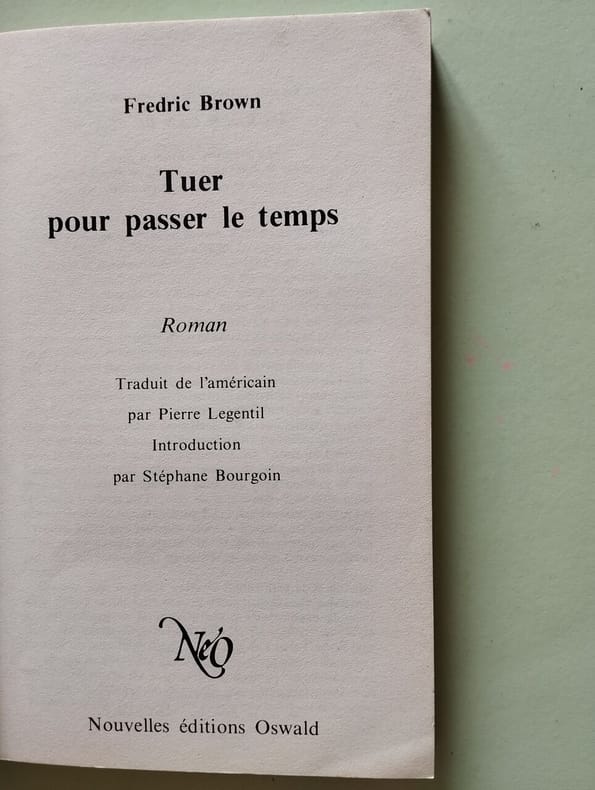 Fredric Brown
Tuer
pour passer le temps
Roman
Traduit de l'américain
par Pierre Legentil
Introduction
par Stéphane Bourgoin
NéO
Nouvelles éditions Oswald